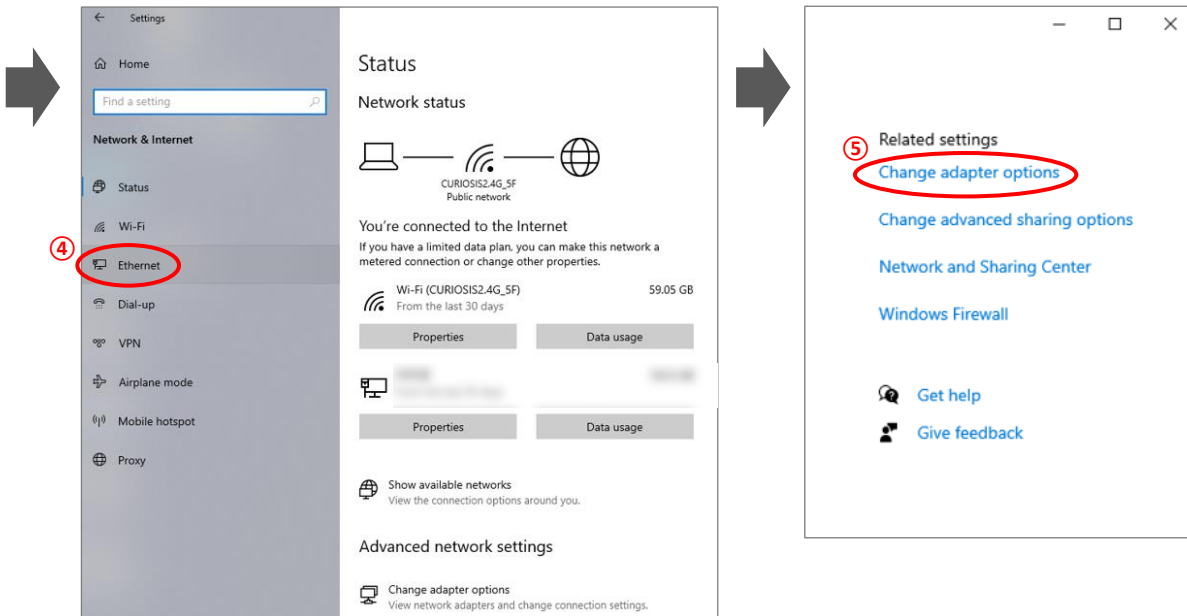 Settings
Home
Find a setting
Network & Internet
Status
Wi-Fi
④
Ethernet
Dial-up
VPN
Airplane mode
Mobile hotspot
Proxy
Status
Network status
CURIOSIS2.4G_5F
Public network
You're connected to the Internet
If you have a limited data plan, you can make this network a
metered connection or change other properties.
Wi-Fi (CURIOSIS2.4G_5F) 59.05 GB
From the last 30 days
Properties Data usage
Properties Data usage
Show available networks
View the connection options around you.
Advanced network settings
Change adapter options
View network adapters and change connection settings.
⑤
Related settings
Change adapter options
Change advanced sharing options
Network and Sharing Center
Windows Firewall
Get help
Give feedback